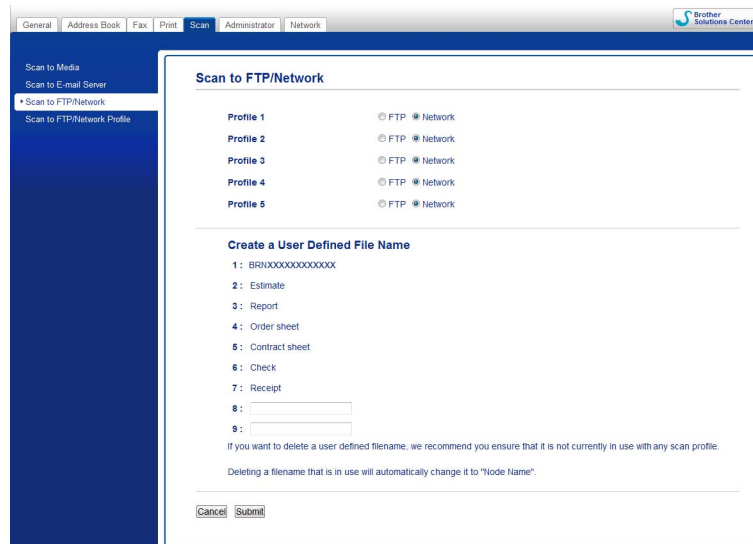 General Address Book Fax Print Scan Administrator Network
Brother
Solutions Center
Scan to Media
Scan to E-mail Server
Scan to FTP/Network
Scan to FTP/Network Profile
Scan to FTP/Network
Profile 1 FTP Network
Profile 2 FTP Network
Profile 3 FTP Network
Profile 4 FTP Network
Profile 5 FTP Network
Create a User Defined File Name
1 : BRNXXXXXXXXXXXX
2 : Estimate
3 : Report
4 : Order sheet
5 : Contract sheet
6 : Check
7 : Receipt
8 :
9 :
If you want to delete a user defined filename, we recommend you ensure that it is not currently in use with any scan profile.
Deleting a filename that is in use will automatically change it to "Node Name".
Cancel Submit